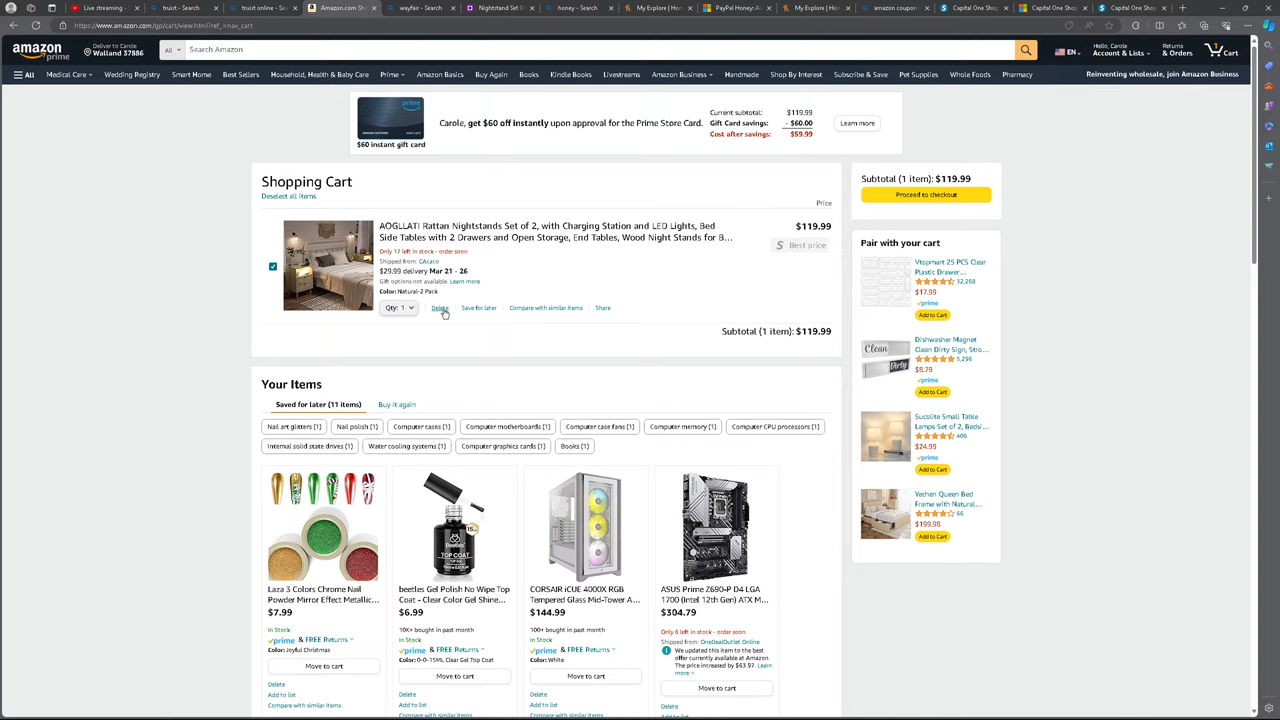 Live streaming -
truist - Search
truist online - Sea
Amazon.com Sh
wayfair - Search
Nightstand Set O
honey - Search
My Explore | Hon
PayPal Honey: A
My Explore | Hon
amazon coupon
Capital One Shop
Capital One Shop
Capital One Shop
https://www.amazon.com/gp/cart/view.html?ref_=nav_cart
amazon prime
Deliver to Carole
Walland 37886
All
Search Amazon
EN
Hello, Carole
Account & Lists
Returns
& Orders
1
Cart
All
Medical Care
Wedding Registry
Smart Home
Best Sellers
Household, Health & Baby Care
Prime
Amazon Basics
Buy Again
Books
Kindle Books
Livestreams
Amazon Business
Handmade
Shop By Interest
Subscribe & Save
Pet Supplies
Whole Foods
Pharmacy
Reinventing wholesale, join Amazon Business
prime
$60 instant gift card
Carole, get $60 off instantly upon approval for the Prime Store Card.
Current subtotal: $119.99
Gift Card savings: - $60.00
Cost after savings: $59.99
Learn more
Shopping Cart
Deselect all items
Price
AOGLLATI Rattan Nightstands Set of 2, with Charging Station and LED Lights, Bed
Side Tables with 2 Drawers and Open Storage, End Tables, Wood Night Stands for B...
$119.99
Best price
Only 17 left in stock - order soon.
Shipped from: CAcaco
$29.99 delivery Mar 21 - 26
Gift options not available. Learn more
Color: Natural-2 Pack
Qty: 1
Delete
Save for later
Compare with similar items
Share
Subtotal (1 item): $119.99
Subtotal (1 item): $119.99
Proceed to checkout
Pair with your cart
Vtopmart 25 PCS Clear
Plastic Drawer...
32,268
$17.99
prime
Add to Cart
Clean
Dirty
Dishwasher Magnet
Clean Dirty Sign, Stro...
5,296
$8.79
prime
Add to Cart
Sucolite Small Table
Lamps Set of 2, Bedsi...
406
$24.99
prime
Add to Cart
Yechen Queen Bed
Frame with Natural...
66
$199.98
Add to Cart
Your Items
Saved for later (11 items)
Buy it again
Nail art glitters (1)
Nail polish (1)
Computer cases (1)
Computer motherboards (1)
Computer case fans (1)
Computer memory (1)
Computer CPU processors (1)
Internal solid state drives (1)
Water cooling systems (1)
Computer graphics cards (1)
Books (1)
Laza 3 Colors Chrome Nail
Powder Mirror Effect Metallic...
$7.99
In Stock
prime & FREE Returns
Color: Joyful Christmas
Move to cart
Delete
Add to list
Compare with similar items
TOP COAT
beetles Gel Polish No Wipe Top
Coat - Clear Color Gel Shine...
$6.99
10K+ bought in past month
In Stock
prime & FREE Returns
Color: 0-0-15ML Clear Gel Top Coat
Move to cart
Delete
Add to list
Compare with similar items
CORSAIR iCUE 4000X RGB
Tempered Glass Mid-Tower A...
$144.99
100+ bought in past month
In Stock
prime & FREE Returns
Color: White
Move to cart
Delete
Add to list
Compare with similar items
ASUS Prime Z690-P D4 LGA
1700 (Intel 12th Gen) ATX M...
$304.79
Only 6 left in stock - order soon.
Shipped from: OneDealOutlet Online
We updated this item to the best
offer currently available at Amazon.
The price increased by $63.97. Learn
more
Move to cart
Delete
Add to list